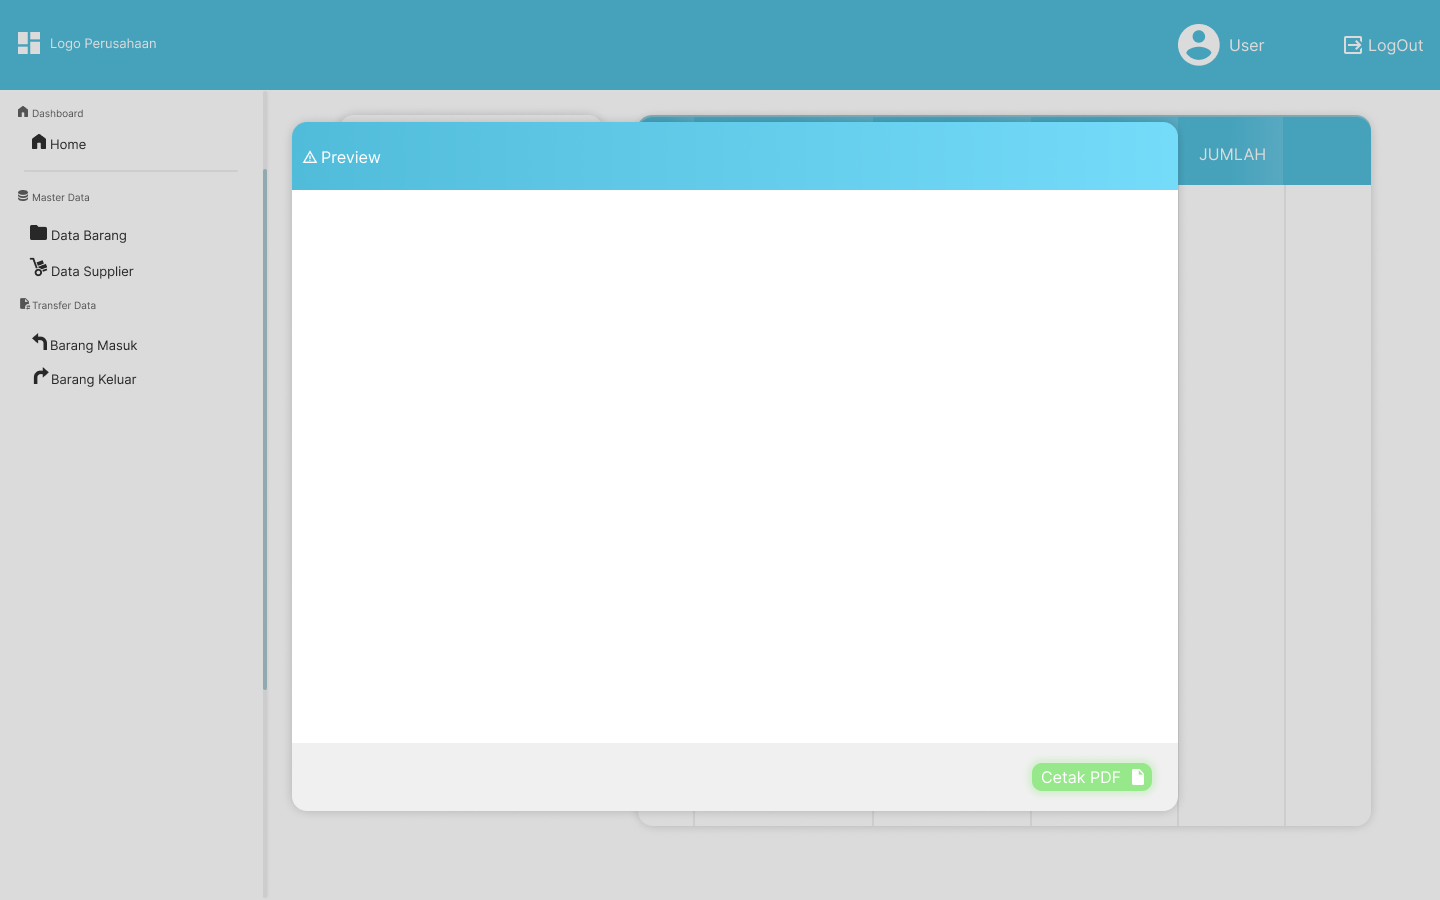 Logo Perusahaan
User
LogOut
Dashboard
Home
Master Data
Data Barang
Data Supplier
Transfer Data
Barang Masuk
Barang Keluar
Preview
JUMLAH
Cetak PDF